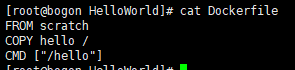 [root@bogon HelloWorld]# cat Dockerfile
FROM scratch
COPY hello /
CMD ["/hello"]
[root@bogon HelloWorld]#